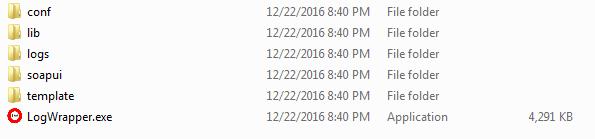 conf 12/22/2016 8:40 PM File folder
lib 12/22/2016 8:40 PM File folder
logs 12/22/2016 8:40 PM File folder
soapui 12/22/2016 8:40 PM File folder
template 12/22/2016 8:40 PM File folder
LogWrapper.exe 12/22/2016 8:40 PM Application 4,291 KB